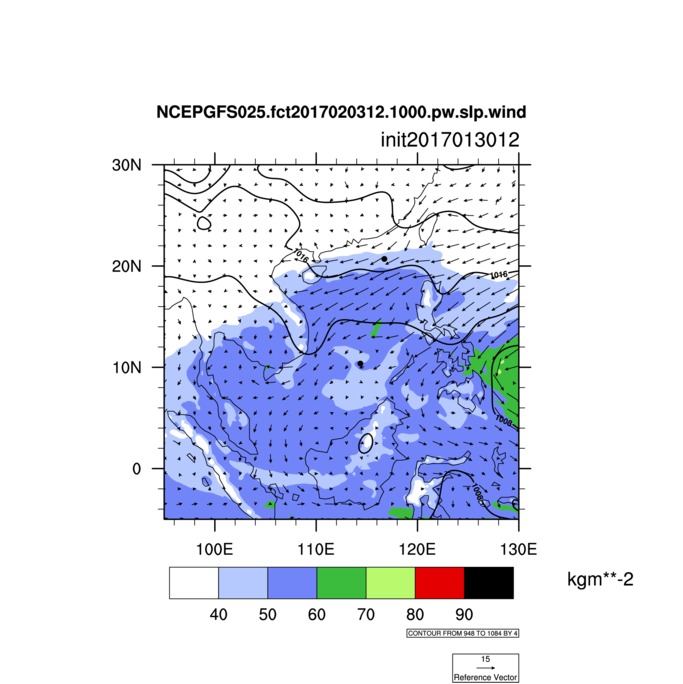 NCEPGFS025.fct2017020312.1000.pw.slp.wind
init2017013012
30N
1016
20N
1016
10N
1008
0
1008
100E 110E 120E 130E
kgm**-2
40 50 60 70 80 90
CONTOUR FROM 948 TO 1084 BY 4
15
Reference Vector